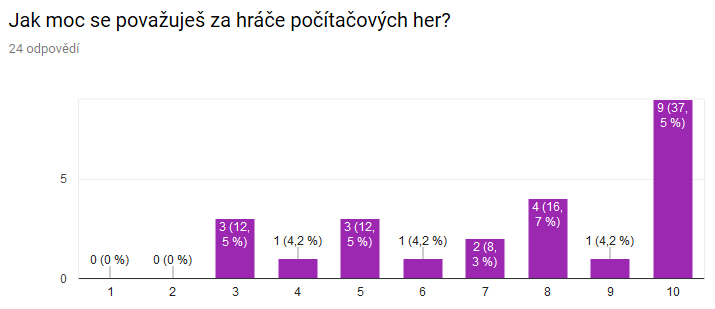 Jak moc se považuješ za hráče počítačových her?
24 odpovědí
5
0
0 (0 %)
0 (0 %)
3 (12,
5 %)
1 (4,2 %)
3 (12,
5 %)
1 (4,2 %)
2 (8,
3 %)
4 (16,
7 %)
1 (4,2 %)
9 (37,
5 %)
1 2 3 4 5 6 7 8 9 10